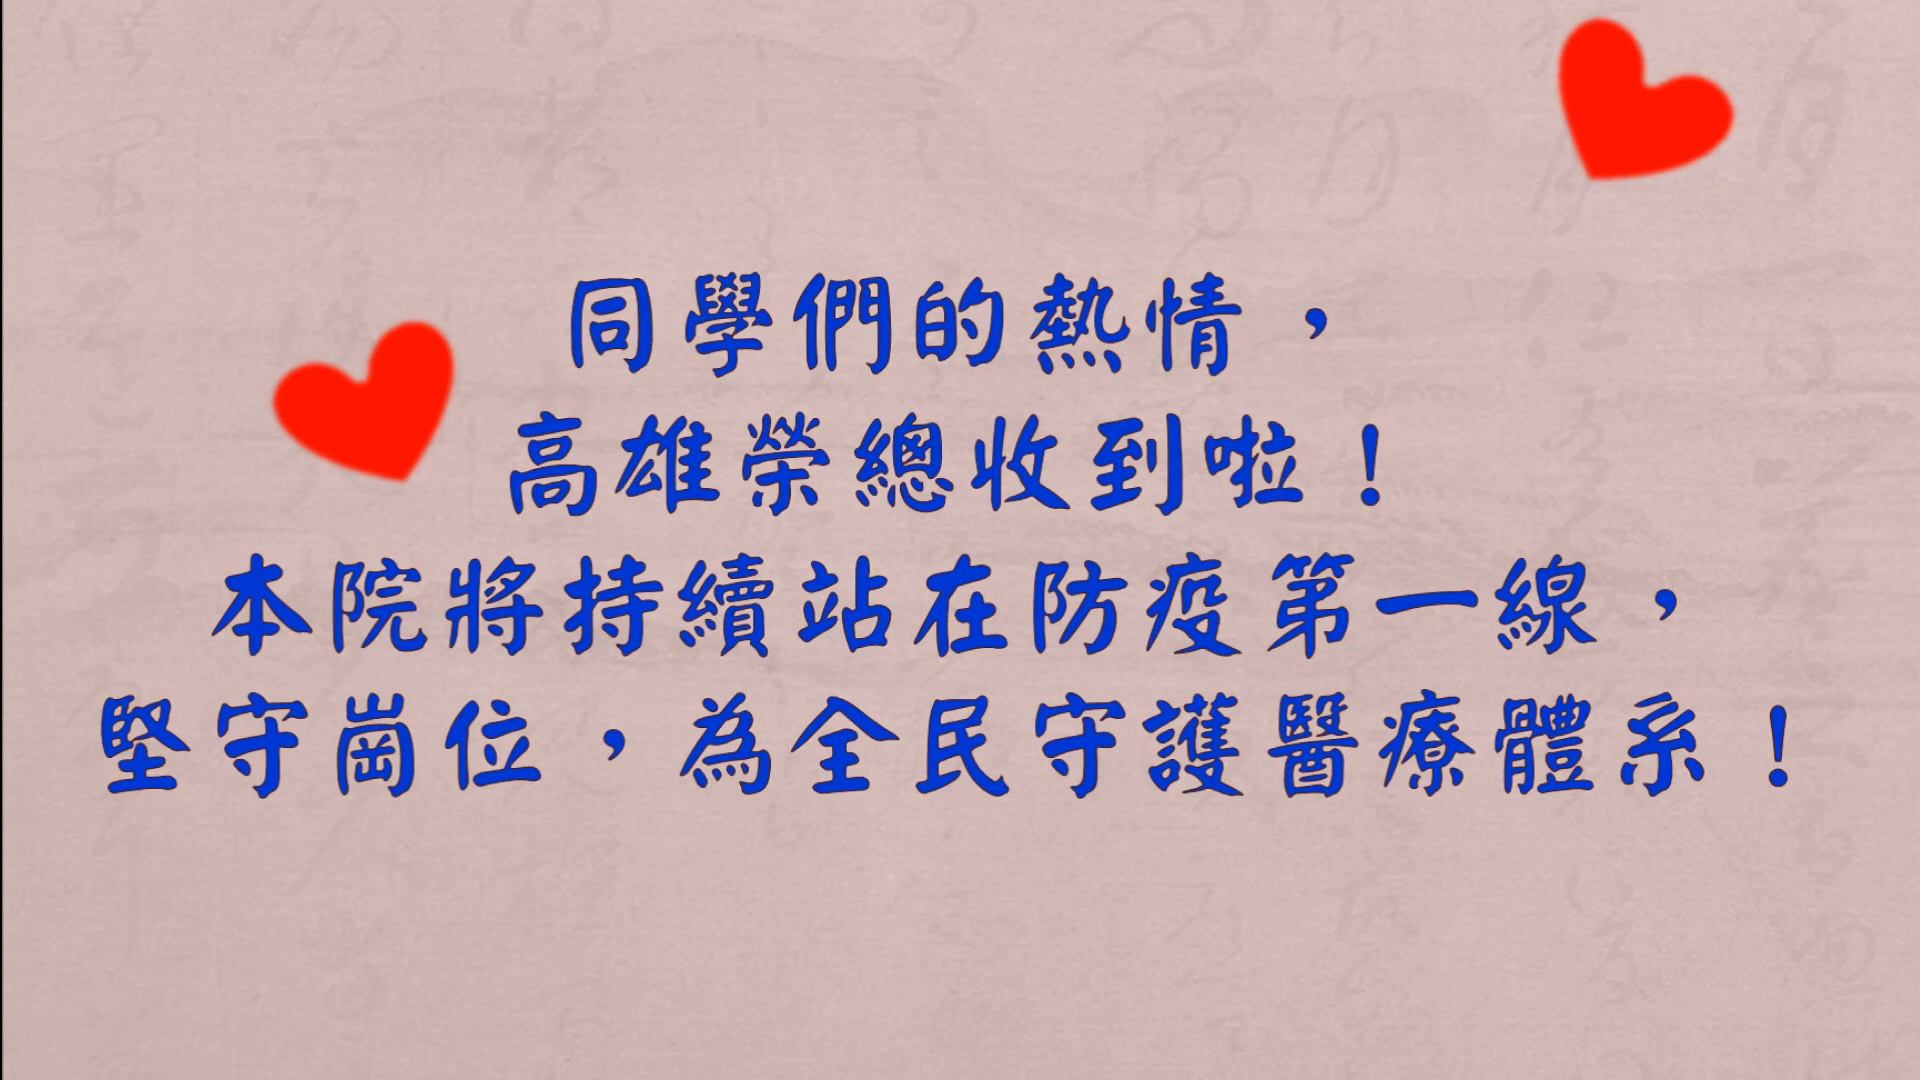 同學們的熱情，
高雄榮總收到啦！
本院將持續站在防疫第一線，
堅守崗位，為全民守護醫療體系！